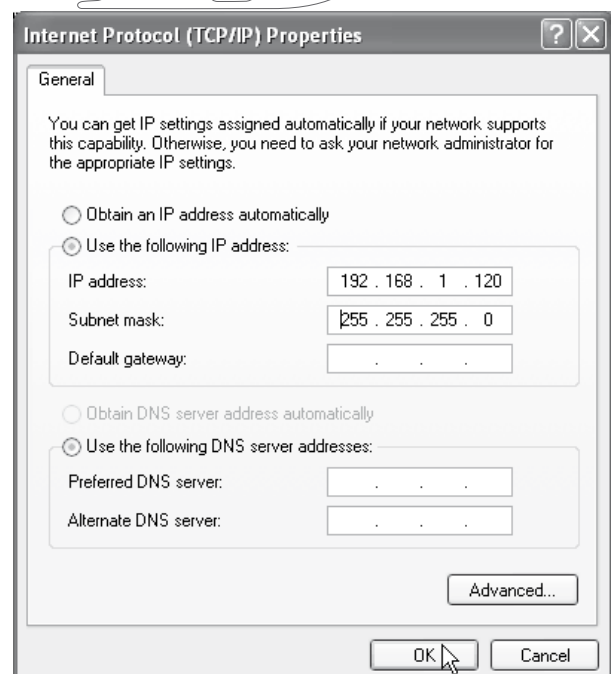 Internet Protocol (TCP/IP) Properties
General
You can get IP settings assigned automatically if your network supports
this capability. Otherwise, you need to ask your network administrator for
the appropriate IP settings.
Obtain an IP address automatically
Use the following IP address:
IP address: 192 . 168 . 1 . 120
Subnet mask: 255 . 255 . 255 . 0
Default gateway: . . .
Obtain DNS server address automatically
Use the following DNS server addresses:
Preferred DNS server: . . .
Alternate DNS server: . . .
Advanced...
OK Cancel